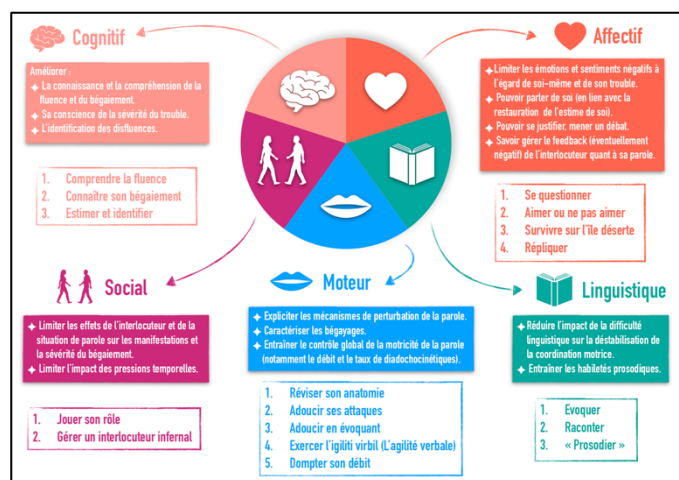 Cognitif
Améliorer :
✦ La connaissance et la compréhension de la
fluence et du bégaiement.
✦ Sa conscience de la sévérité du trouble.
✦ L'identification des disfluences.
1. Comprendre la fluence
2. Connaître son bégaiement
3. Estimer et identifier
Affectif
✦ Limiter les émotions et sentiments négatifs à
l'égard de soi-même et de son trouble.
✦ Pouvoir parler de soi (en lien avec la
restauration de l'estime de soi).
✦ Pouvoir se justifier, mener un débat.
✦ Savoir gérer le feedback (éventuellement
négatif) de l'interlocuteur quant à sa parole.
1. Se questionner
2. Aimer ou ne pas aimer
3. Survivre sur l'île déserte
4. Répliquer
Social
✦ Limiter les effets de l'interlocuteur et de la
situation de parole sur les manifestations et
la sévérité du bégaiement.
✦ Limiter l'impact des pressions temporelles.
1. Jouer son rôle
2. Gérer un interlocuteur infernal
Moteur
✦ Expliciter les mécanismes de perturbation de la parole.
✦ Caractériser les bégayages.
✦ Entraîner le contrôle global de la motricité de la parole
(notamment le débit et le taux de diadochocinétiques).
1. Réviser son anatomie
2. Adoucir ses attaques
3. Adoucir en évoquant
4. Exercer l'igiliti virbil (L'agilité verbale)
5. Dompter son débit
Linguistique
✦ Réduire l'impact de la difficulté
linguistique sur la déstabilisation de
la coordination motrice.
✦ Entraîner les habiletés prosodiques.
1. Evoquer
2. Raconter
3. « Prosodier »